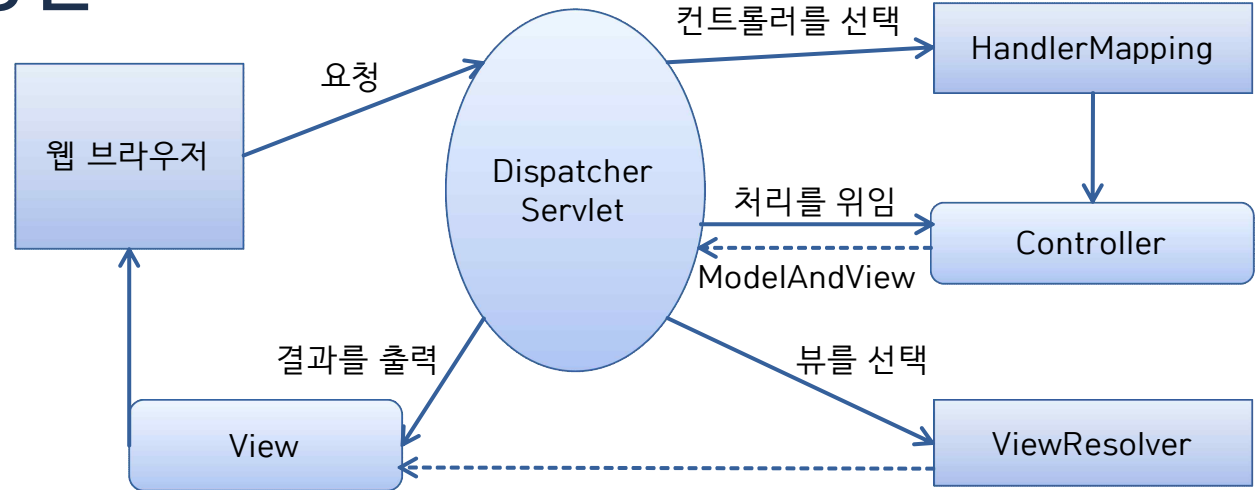 컨트롤러를 선택
HandlerMapping
요청
웹 브라우저
Dispatcher
Servlet
처리를 위임
Controller
ModelAndView
결과를 출력
뷰를 선택
View
ViewResolver